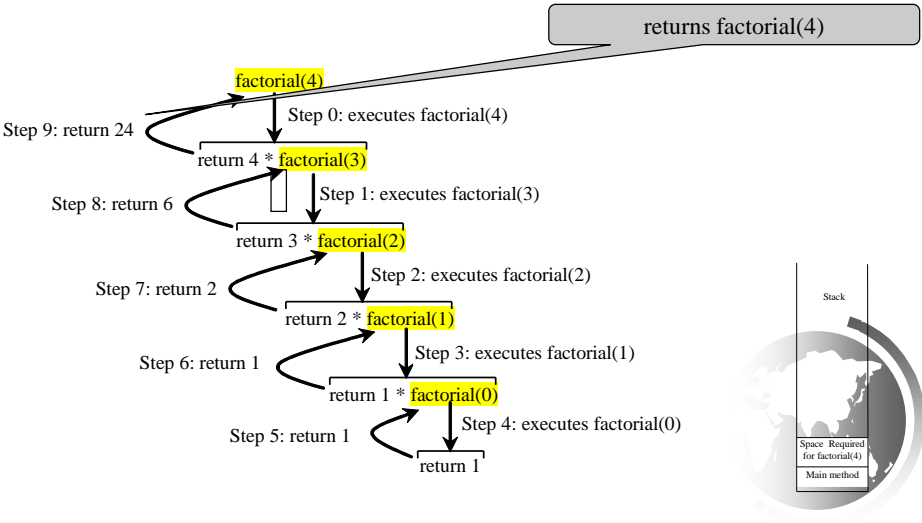 returns factorial(4)
factorial(4)
Step 0: executes factorial(4)
Step 9: return 24
return 4 * factorial(3)
Step 1: executes factorial(3)
Step 8: return 6
return 3 * factorial(2)
Step 2: executes factorial(2)
Step 7: return 2
return 2 * factorial(1)
Step 3: executes factorial(1)
Step 6: return 1
return 1 * factorial(0)
Step 4: executes factorial(0)
Step 5: return 1
return 1
Stack
Space Required
for factorial(4)
Main method